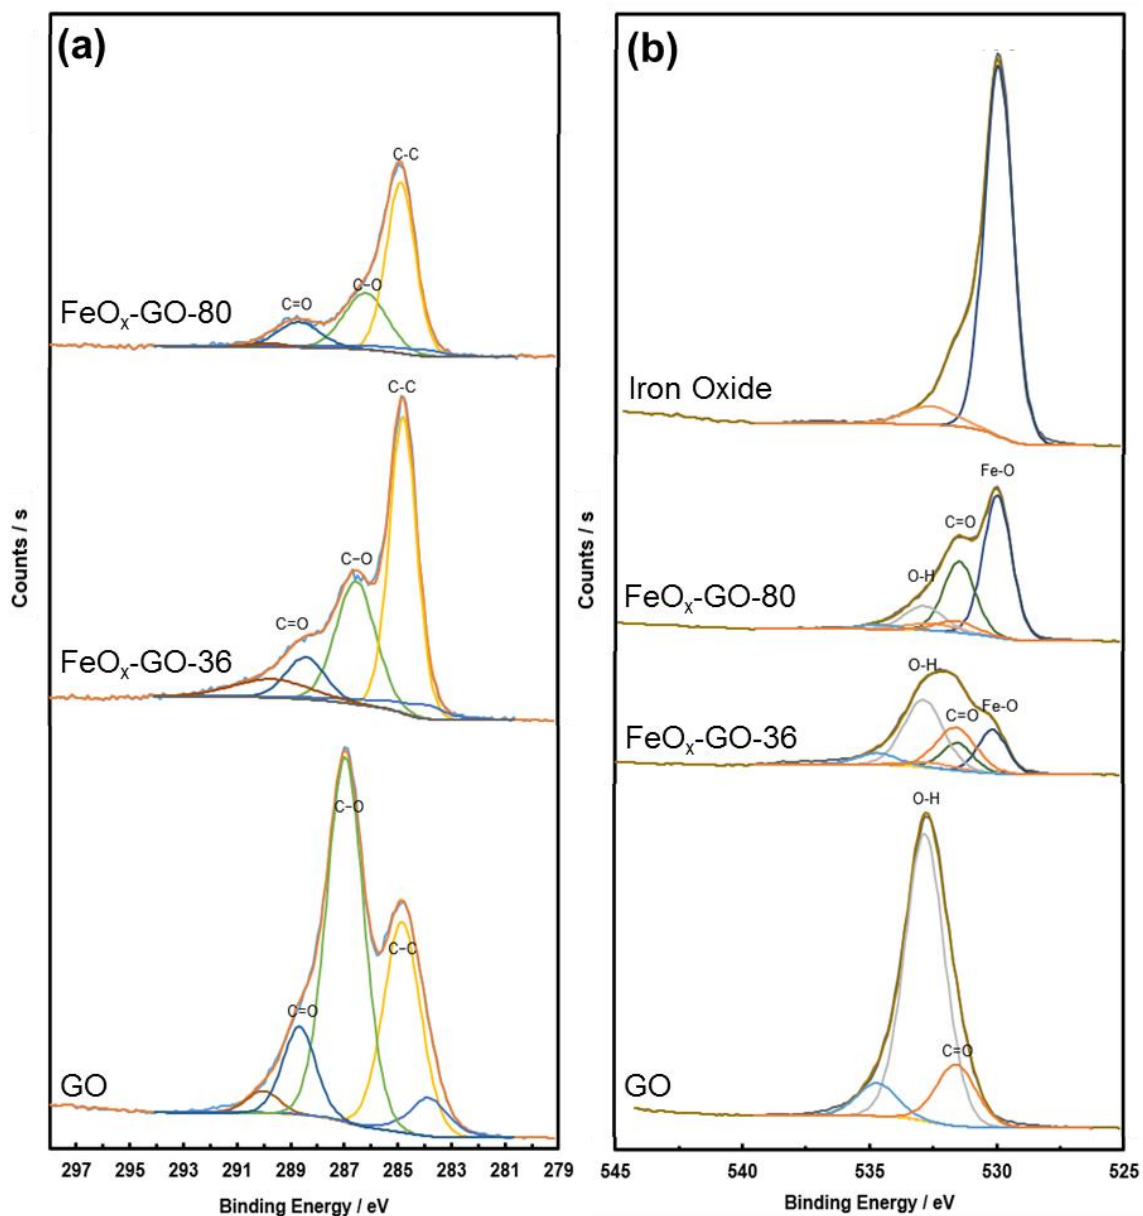 (a)
C-C
C–O
C=O
FeOx-GO-80
C-C
C–O
C=O
FeOx-GO-36
C–O
C–C
C=O
GO
Counts / s
297 295 293 291 289 287 285 283 281 279
Binding Energy / eV
(b)
Iron Oxide
Fe-O
C=O
O-H
FeOx-GO-80
O-H
Fe-O
C=O
FeOx-GO-36
O-H
C=O
GO
Counts / s
545 540 535 530 525
Binding Energy / eV